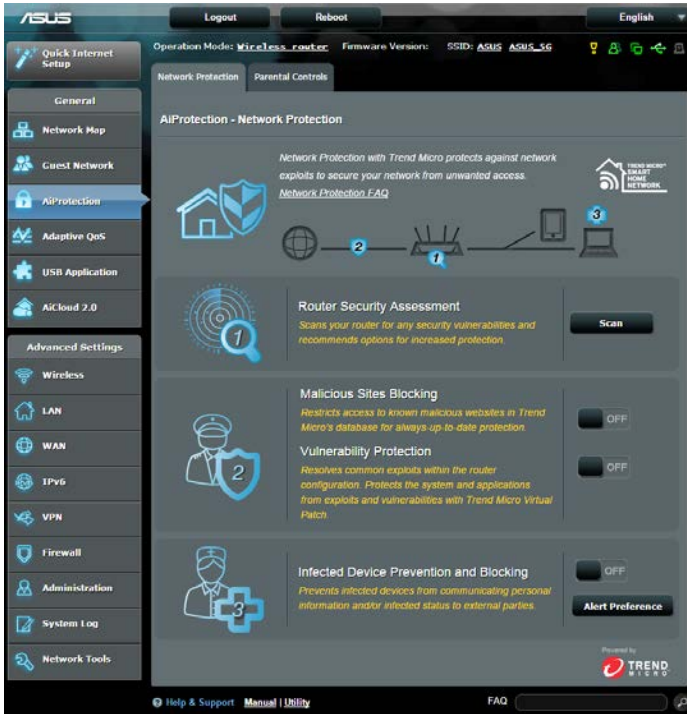 ASUS
Logout
Reboot
English
Quick Internet
Setup
Operation Mode: Wireless router Firmware Version: SSID: ASUS ASUS_5G
Network Protection
Parental Controls
General
Network Map
Guest Network
AiProtection
Adaptive QoS
USB Application
AiCloud 2.0
Advanced Settings
Wireless
LAN
WAN
IPv6
VPN
Firewall
Administration
System Log
Network Tools
AiProtection - Network Protection
Network Protection with Trend Micro protects against network
exploits to secure your network from unwanted access.
Network Protection FAQ
TREND MICRO
SMART
HOME
NETWORK
3
2
1
1
Router Security Assessment
Scans your router for any security vulnerabilities and
recommends options for increased protection.
Scan
2
Malicious Sites Blocking
Restricts access to known malicious websites in Trend
Micro's database for always-up-to-date protection.
OFF
Vulnerability Protection
Resolves common exploits within the router
configuration. Protects the system and applications
from exploits and vulnerabilities with Trend Micro Virtual
Patch.
OFF
3
Infected Device Prevention and Blocking
Prevents infected devices from communicating personal
information and/or infected status to external parties.
OFF
Alert Preference
Powered by
TREND
MICRO
Help & Support Manual | Utility
FAQ